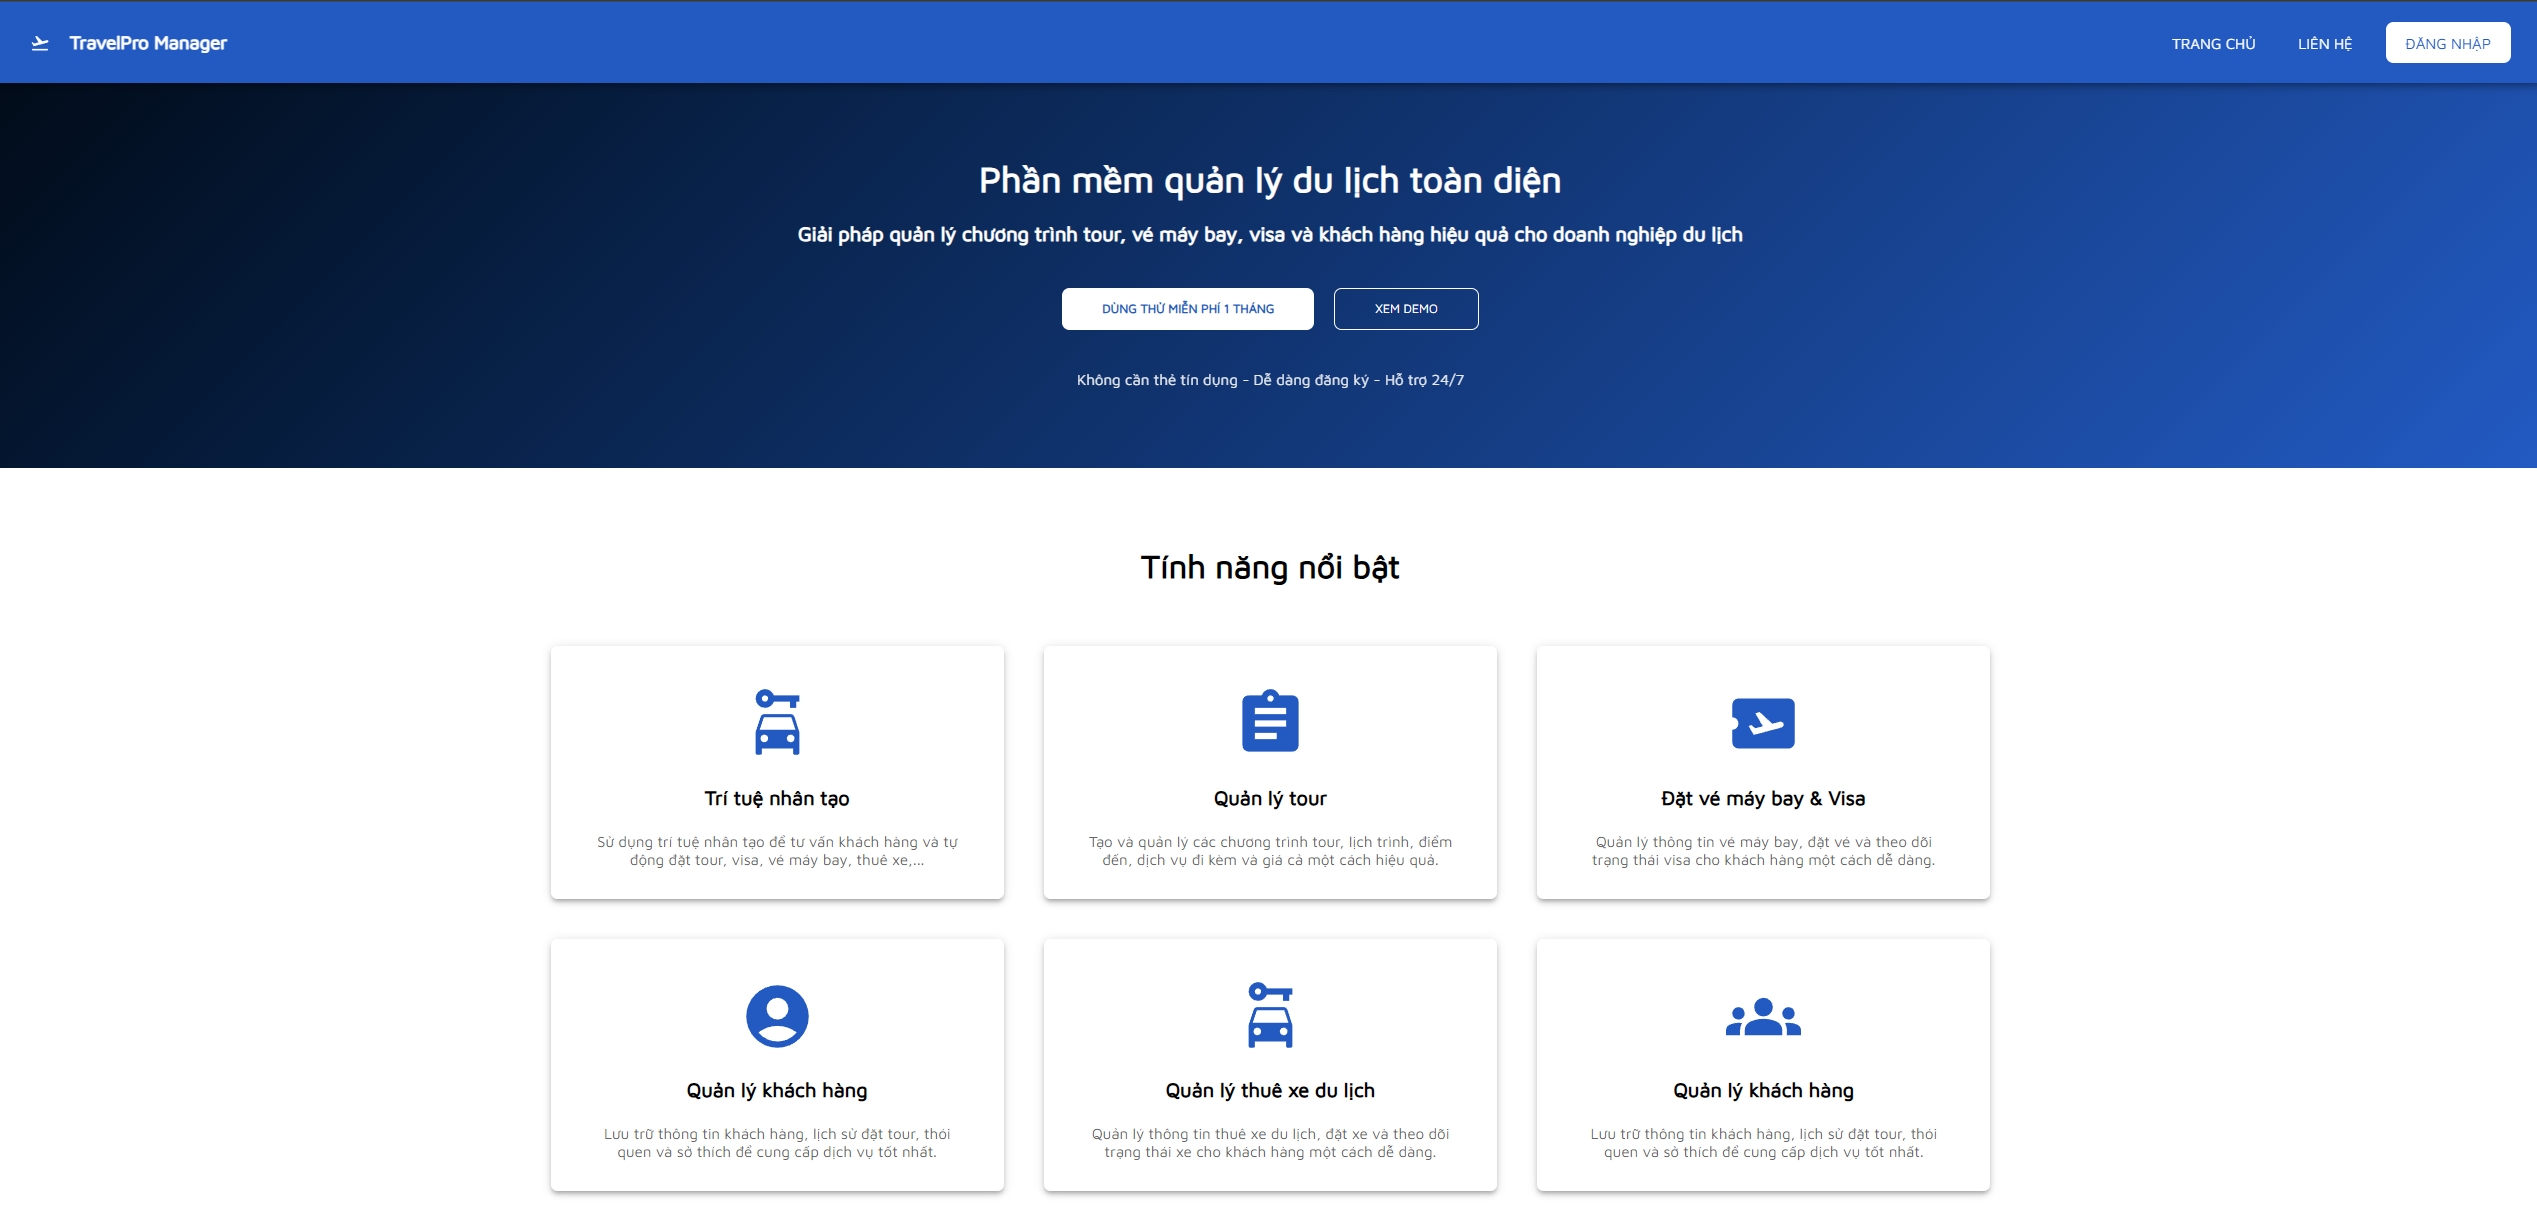 TravelPro Manager
TRANG CHỦ
LIÊN HỆ
ĐĂNG NHẬP
Phần mềm quản lý du lịch toàn diện
Giải pháp quản lý chương trình tour, vé máy bay, visa và khách hàng hiệu quả cho doanh nghiệp du lịch
DÙNG THỬ MIỄN PHÍ 1 THÁNG
XEM DEMO
Không cần thẻ tín dụng - Dễ dàng đăng ký - Hỗ trợ 24/7
Tính năng nổi bật
Trí tuệ nhân tạo
Sử dụng trí tuệ nhân tạo để tư vấn khách hàng và tự
động đặt tour, visa, vé máy bay, thuê xe,...
Quản lý tour
Tạo và quản lý các chương trình tour, lịch trình, điểm
đến, dịch vụ đi kèm và giá cả một cách hiệu quả.
Đặt vé máy bay & Visa
Quản lý thông tin vé máy bay, đặt vé và theo dõi
trạng thái visa cho khách hàng một cách dễ dàng.
Quản lý khách hàng
Lưu trữ thông tin khách hàng, lịch sử đặt tour, thói
quen và sở thích để cung cấp dịch vụ tốt nhất.
Quản lý thuê xe du lịch
Quản lý thông tin thuê xe du lịch, đặt xe và theo dõi
trạng thái xe cho khách hàng một cách dễ dàng.
Quản lý khách hàng
Lưu trữ thông tin khách hàng, lịch sử đặt tour, thói
quen và sở thích để cung cấp dịch vụ tốt nhất.